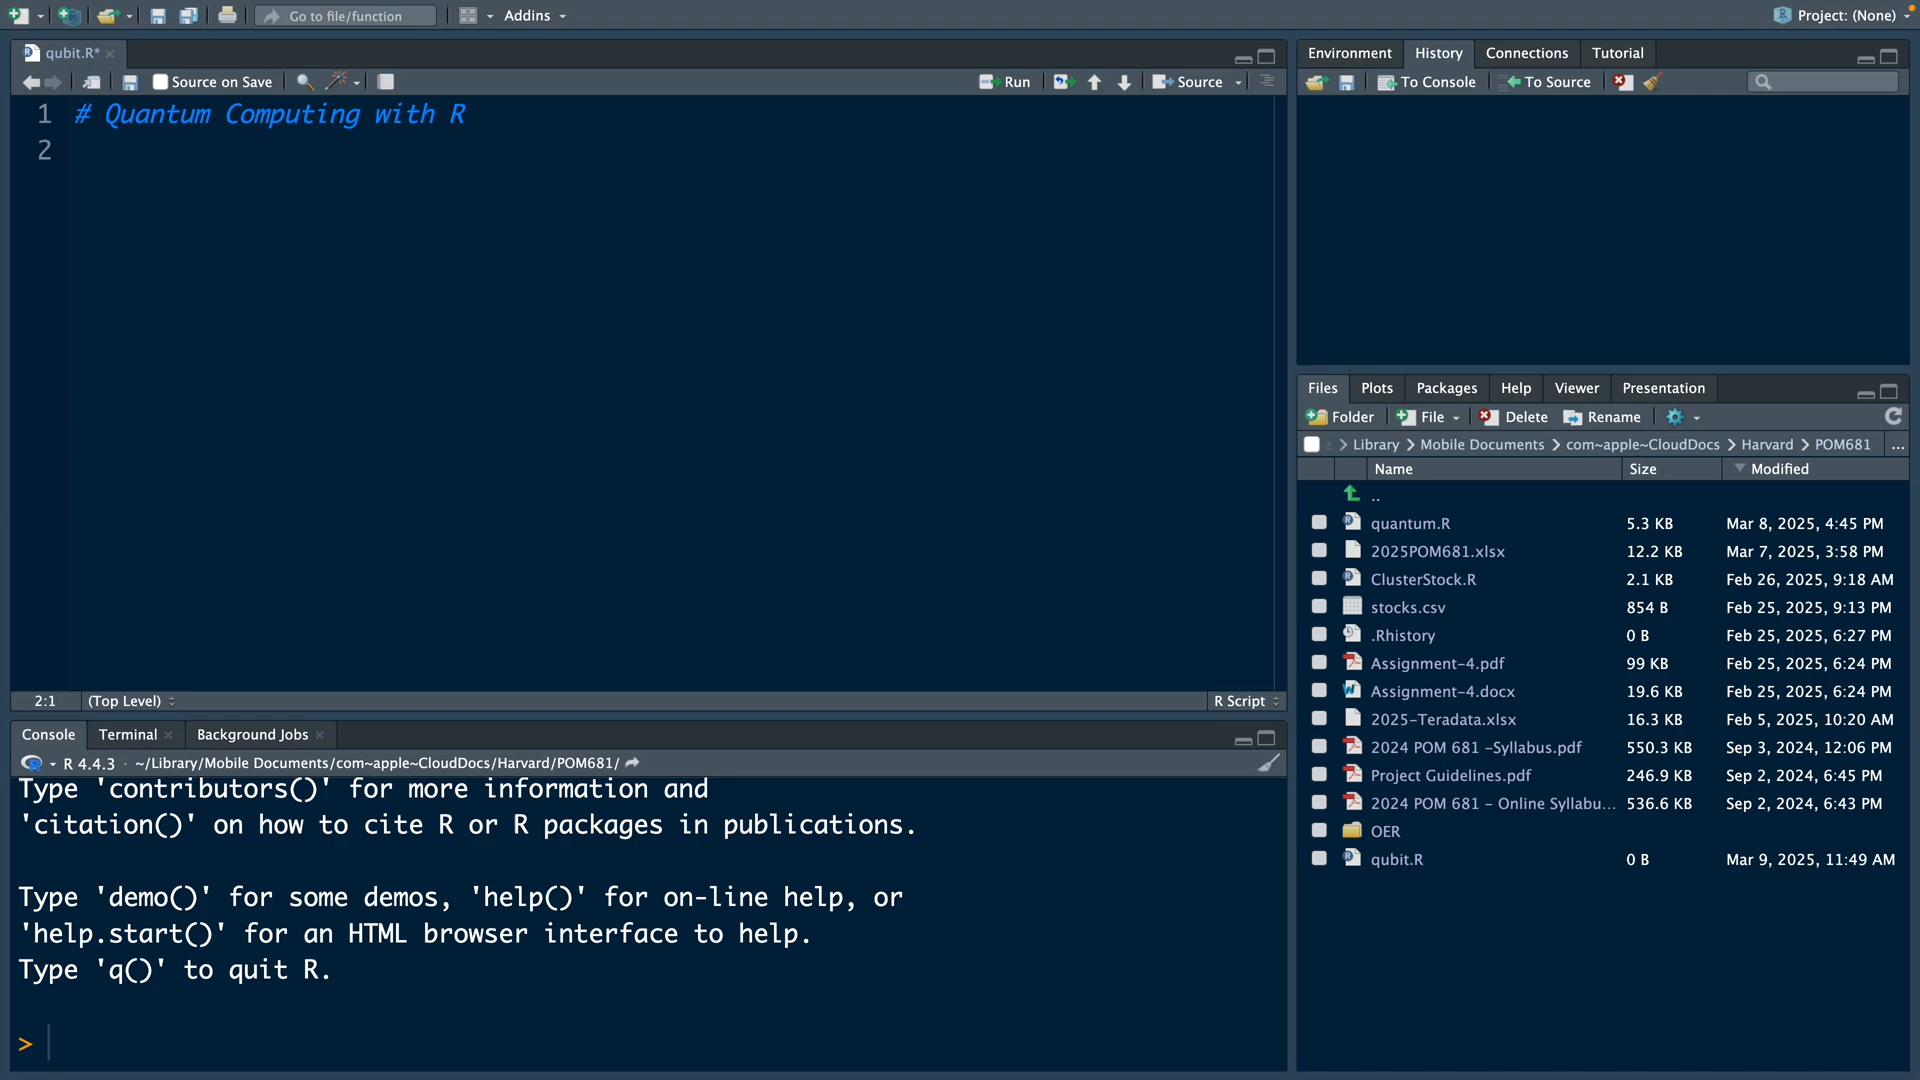 Go to file/function
Addins
Project: (None)
qubit.R*
Source on Save
Run
Source
1 # Quantum Computing with R
2
2:1 (Top Level)
R Script
Console Terminal Background Jobs
R 4.4.3 · ~/Library/Mobile Documents/com~apple~CloudDocs/Harvard/POM681/
Type 'contributors()' for more information and
'citation()' on how to cite R or R packages in publications.
Type 'demo()' for some demos, 'help()' for on-line help, or
'help.start()' for an HTML browser interface to help.
Type 'q()' to quit R.
>
Environment History Connections Tutorial
To Console To Source
Files Plots Packages Help Viewer Presentation
Folder File Delete Rename
Library Mobile Documents com~apple~CloudDocs Harvard POM681 ...
Name Size Modified
..
quantum.R 5.3 KB Mar 8, 2025, 4:45 PM
2025POM681.xlsx 12.2 KB Mar 7, 2025, 3:58 PM
ClusterStock.R 2.1 KB Feb 26, 2025, 9:18 AM
stocks.csv 854 B Feb 25, 2025, 9:13 PM
.Rhistory 0 B Feb 25, 2025, 6:27 PM
Assignment-4.pdf 99 KB Feb 25, 2025, 6:24 PM
Assignment-4.docx 19.6 KB Feb 25, 2025, 6:24 PM
2025-Teradata.xlsx 16.3 KB Feb 5, 2025, 10:20 AM
2024 POM 681 -Syllabus.pdf 550.3 KB Sep 3, 2024, 12:06 PM
Project Guidelines.pdf 246.9 KB Sep 2, 2024, 6:45 PM
2024 POM 681 - Online Syllabu... 536.6 KB Sep 2, 2024, 6:43 PM
OER
qubit.R 0 B Mar 9, 2025, 11:49 AM